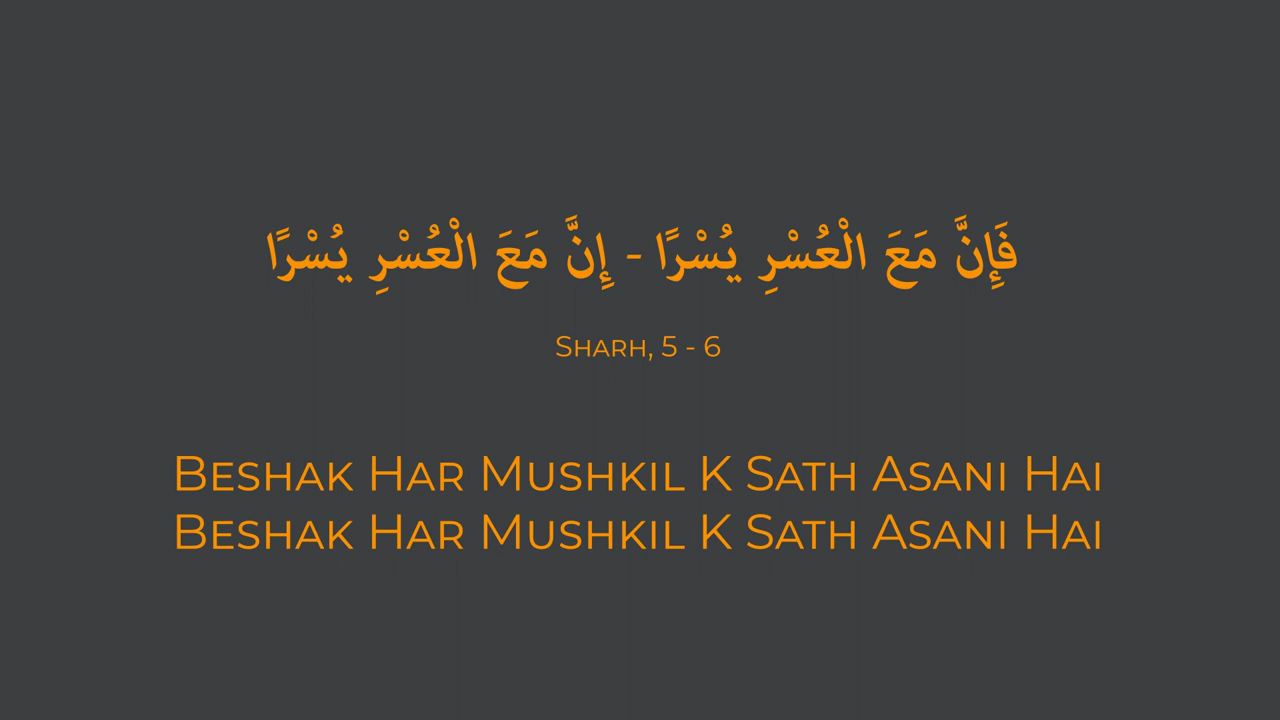 فَإِنَّ مَعَ الْعُسْرِ يُسْرًا - إِنَّ مَعَ الْعُسْرِ يُسْرًا
Sharh, 5 - 6
Beshak Har Mushkil K Sath Asani Hai
Beshak Har Mushkil K Sath Asani Hai